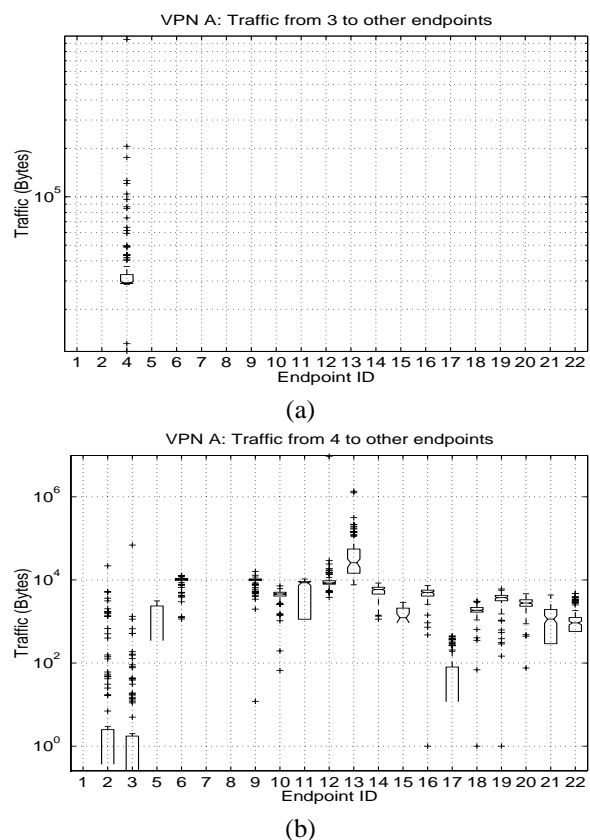 VPN A: Traffic from 3 to other endpoints
Traffic (Bytes)
10^5
1 2 4 5 6 7 8 9 10 11 12 13 14 15 16 17 18 19 20 21 22
Endpoint ID
(a)
VPN A: Traffic from 4 to other endpoints
Traffic (Bytes)
10^6
10^4
10^2
10^0
1 2 3 5 6 7 8 9 10 11 12 13 14 15 16 17 18 19 20 21 22
Endpoint ID
(b)